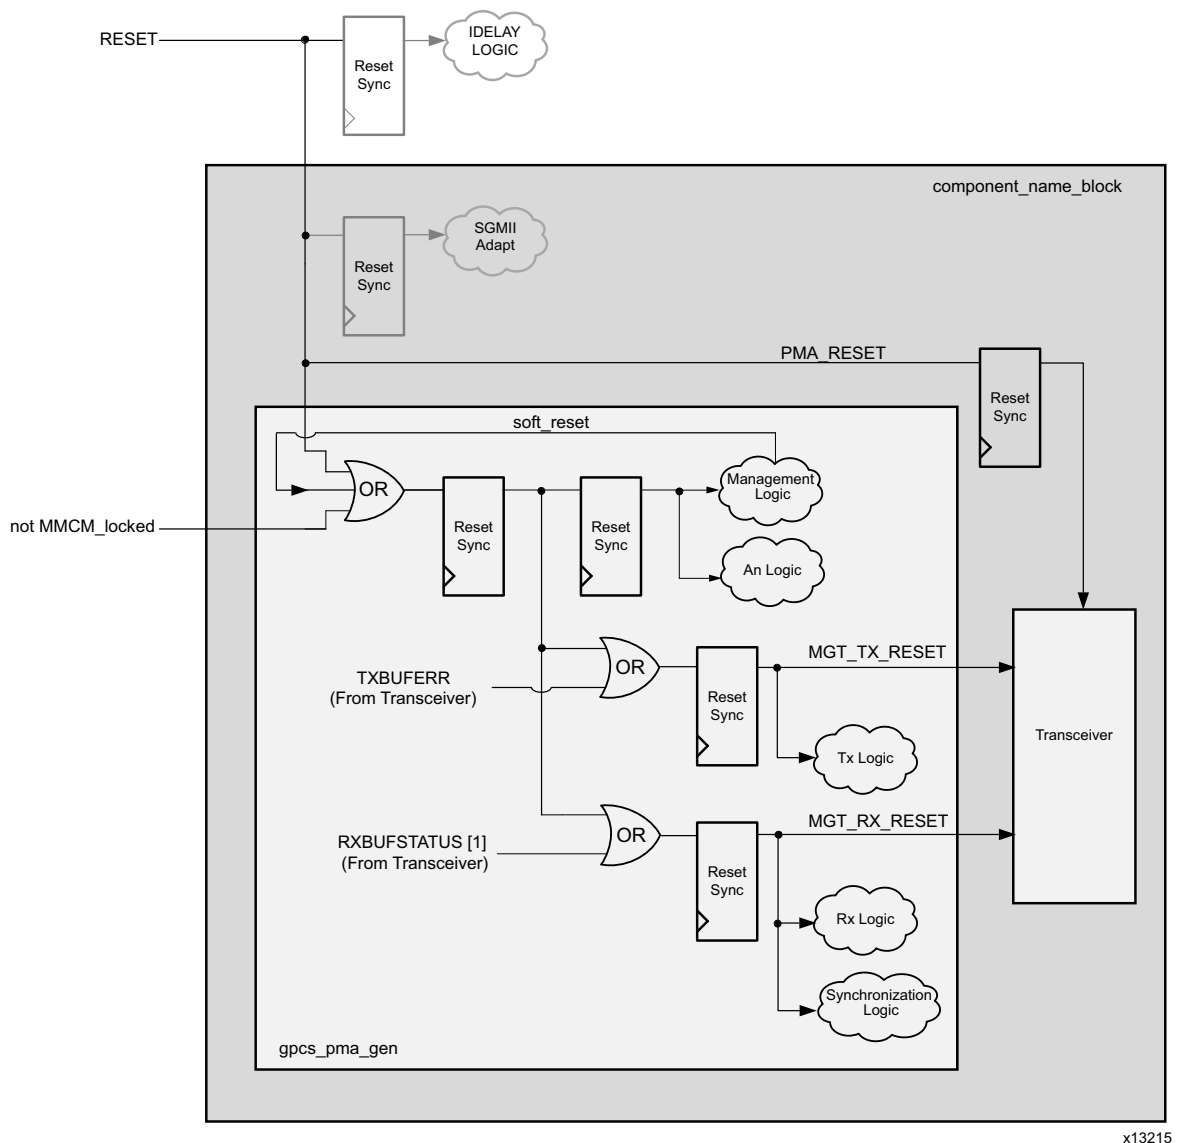 RESET
Reset
Sync
IDELAY
LOGIC
component_name_block
Reset
Sync
SGMII
Adapt
PMA_RESET
Reset
Sync
soft_reset
OR
not MMCM_locked
Reset
Sync
Reset
Sync
Management
Logic
An Logic
TXBUFERR
(From Transceiver)
OR
Reset
Sync
MGT_TX_RESET
Tx Logic
Transceiver
RXBUFSTATUS [1]
(From Transceiver)
OR
Reset
Sync
MGT_RX_RESET
Rx Logic
Synchronization
Logic
gpcs_pma_gen
x13215